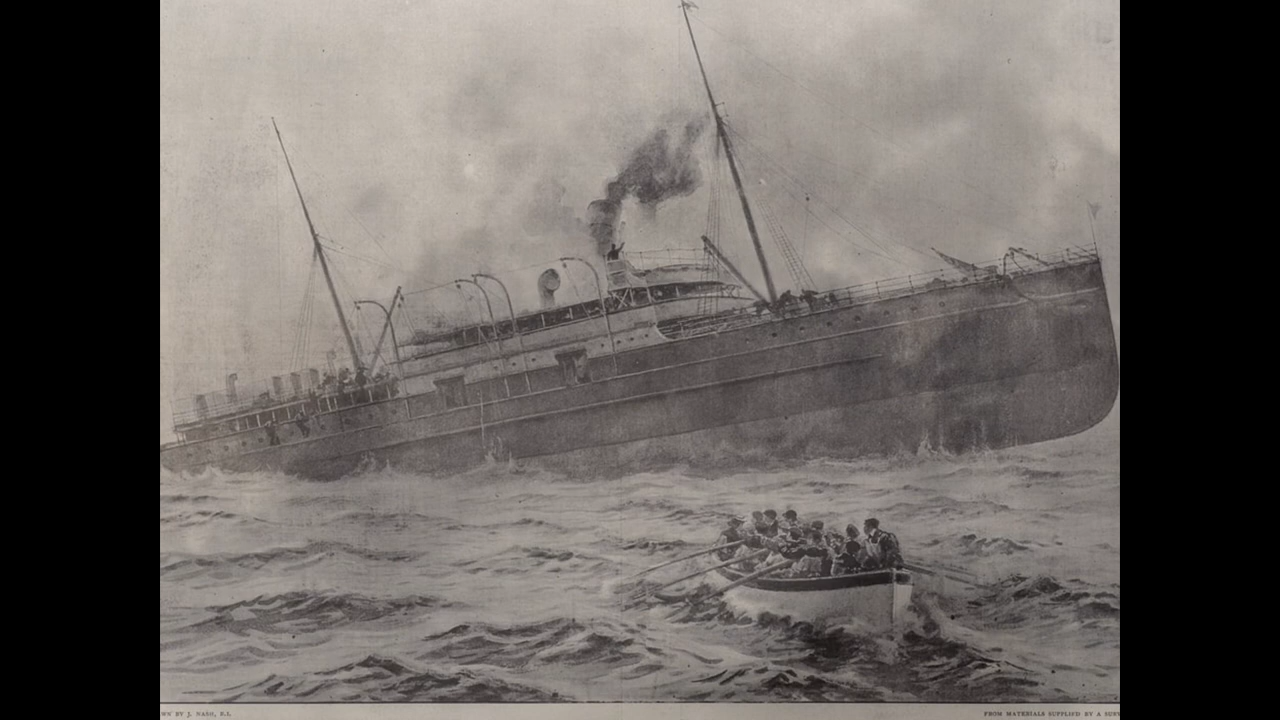 WN BY J. NASH, R.I.
FROM MATERIALS SUPPLIED BY A SURV